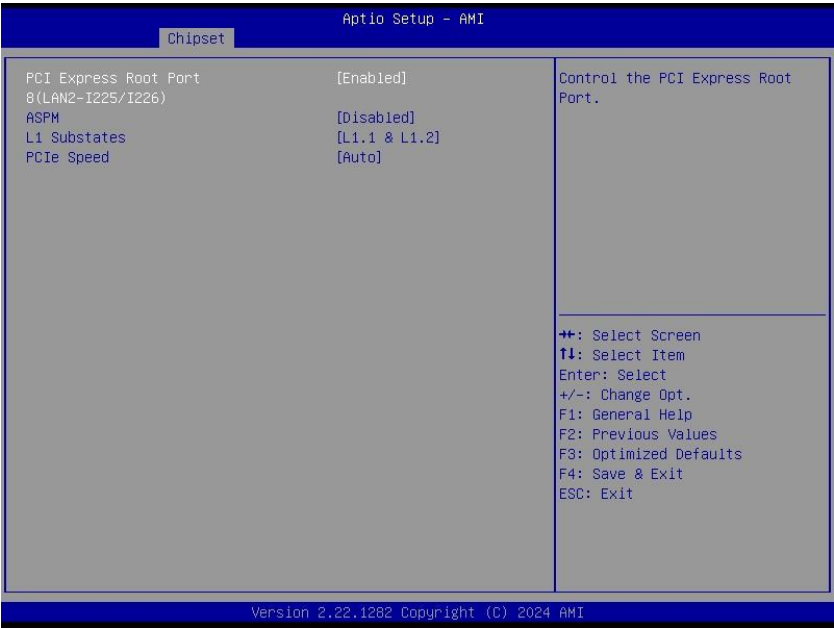 Aptio Setup - AMI
Chipset
PCI Express Root Port [Enabled]
8(LAN2-I225/I226)
ASPM [Disabled]
L1 Substates [L1.1 & L1.2]
PCIe Speed [Auto]
Control the PCI Express Root
Port.
→←: Select Screen
↑↓: Select Item
Enter: Select
+/-: Change Opt.
F1: General Help
F2: Previous Values
F3: Optimized Defaults
F4: Save & Exit
ESC: Exit
Version 2.22.1282 Copyright (C) 2024 AMI